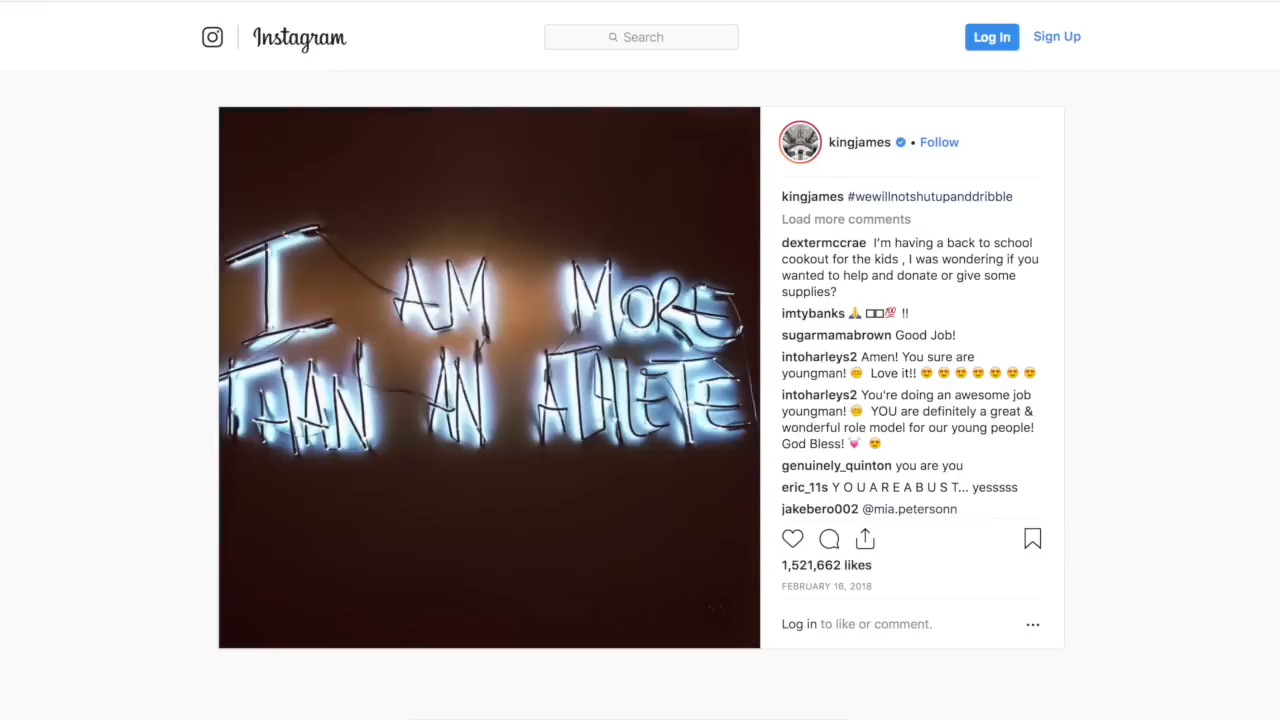 Instagram
Search
Log In
Sign Up
I AM MORE
THAN AN ATHLETE
kingjames • Follow
kingjames #wewillnotshutupanddribble
Load more comments
dextermccrae I'm having a back to school
cookout for the kids , I was wondering if you
wanted to help and donate or give some
supplies?
imtybanks 🙏 □□💯 !!
sugarmamabrown Good Job!
intoharleys2 Amen! You sure are
youngman! 😊 Love it!! 😍 😍 😍 😍 😍 😍 😍
intoharleys2 You're doing an awesome job
youngman! 😊 YOU are definitely a great &
wonderful role model for our young people!
God Bless! 💓 😍
genuinely_quinton you are you
eric_11s Y O U A R E A B U S T... yesssss
jakebero002 @mia.petersonn
1,521,662 likes
FEBRUARY 16, 2018
Log in to like or comment.